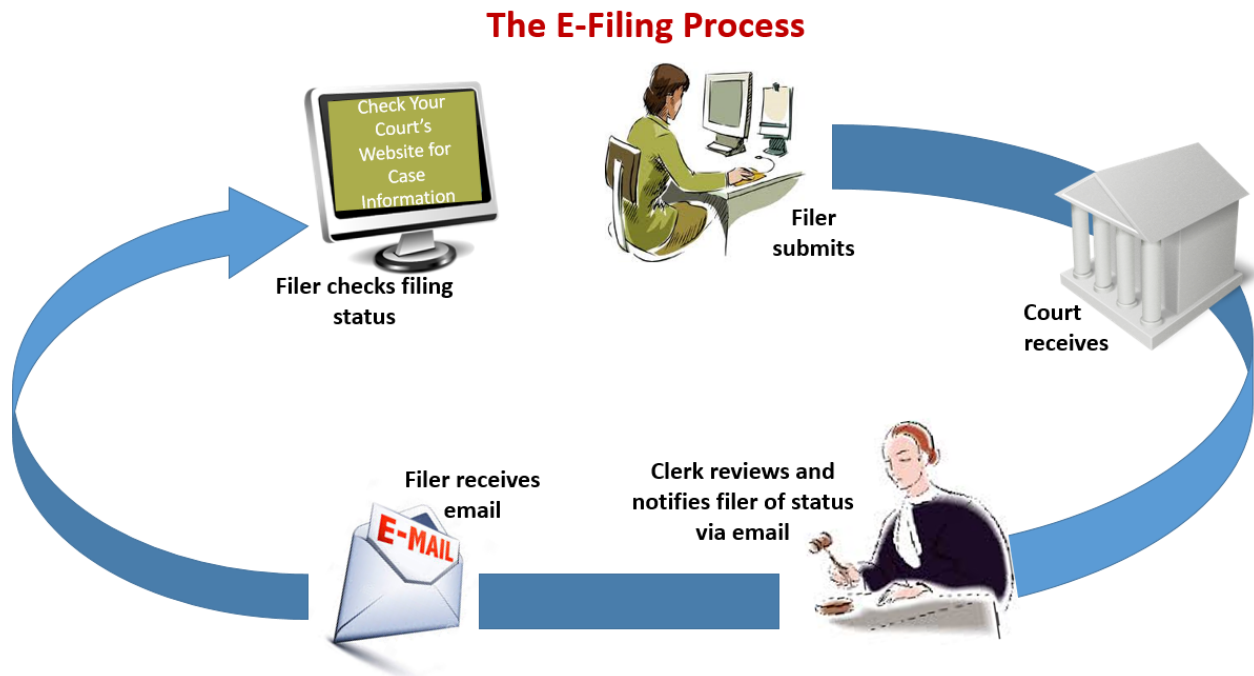 The E-Filing Process
Check Your
Court's
Website for
Case
Information
Filer checks filing
status
Filer
submits
Court
receives
Clerk reviews and
notifies filer of status
via email
Filer receives
email
E-MAIL